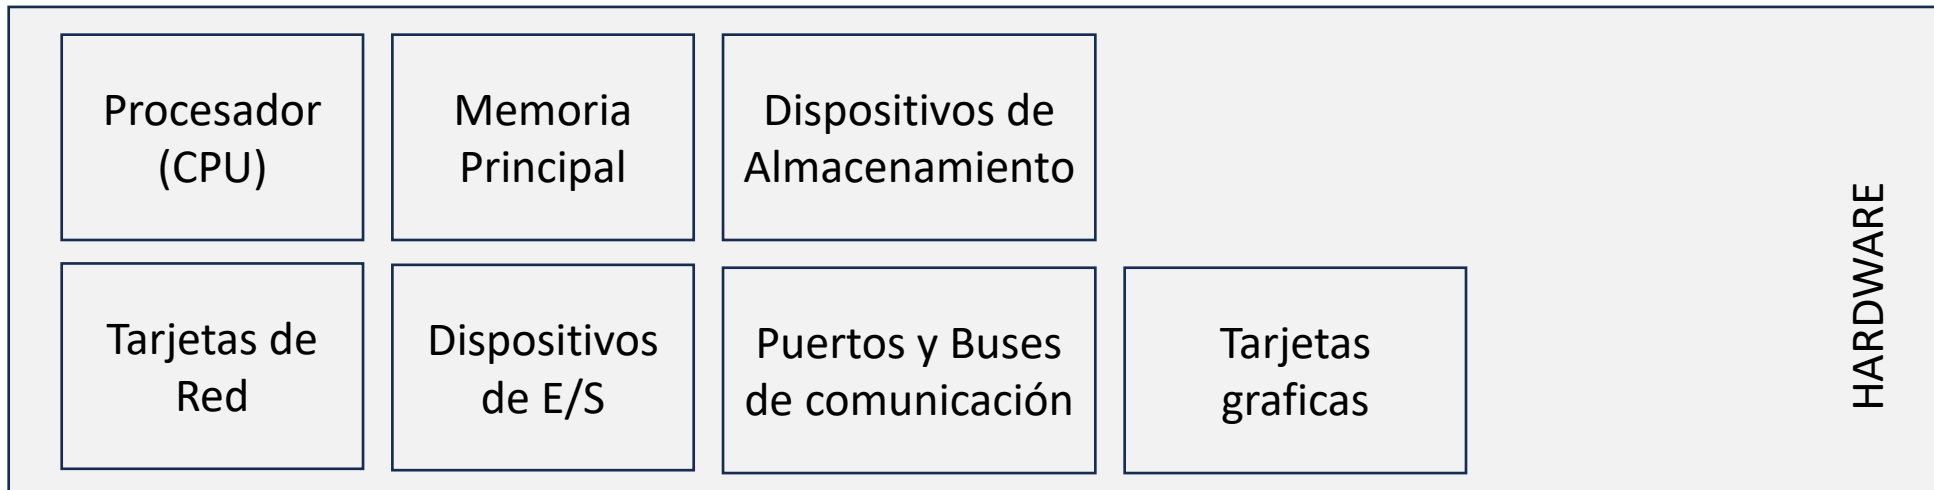 Procesador
(CPU)
Memoria
Principal
Dispositivos de
Almacenamiento
Tarjetas de
Red
Dispositivos
de E/S
Puertos y Buses
de comunicación
Tarjetas
graficas
HARDWARE